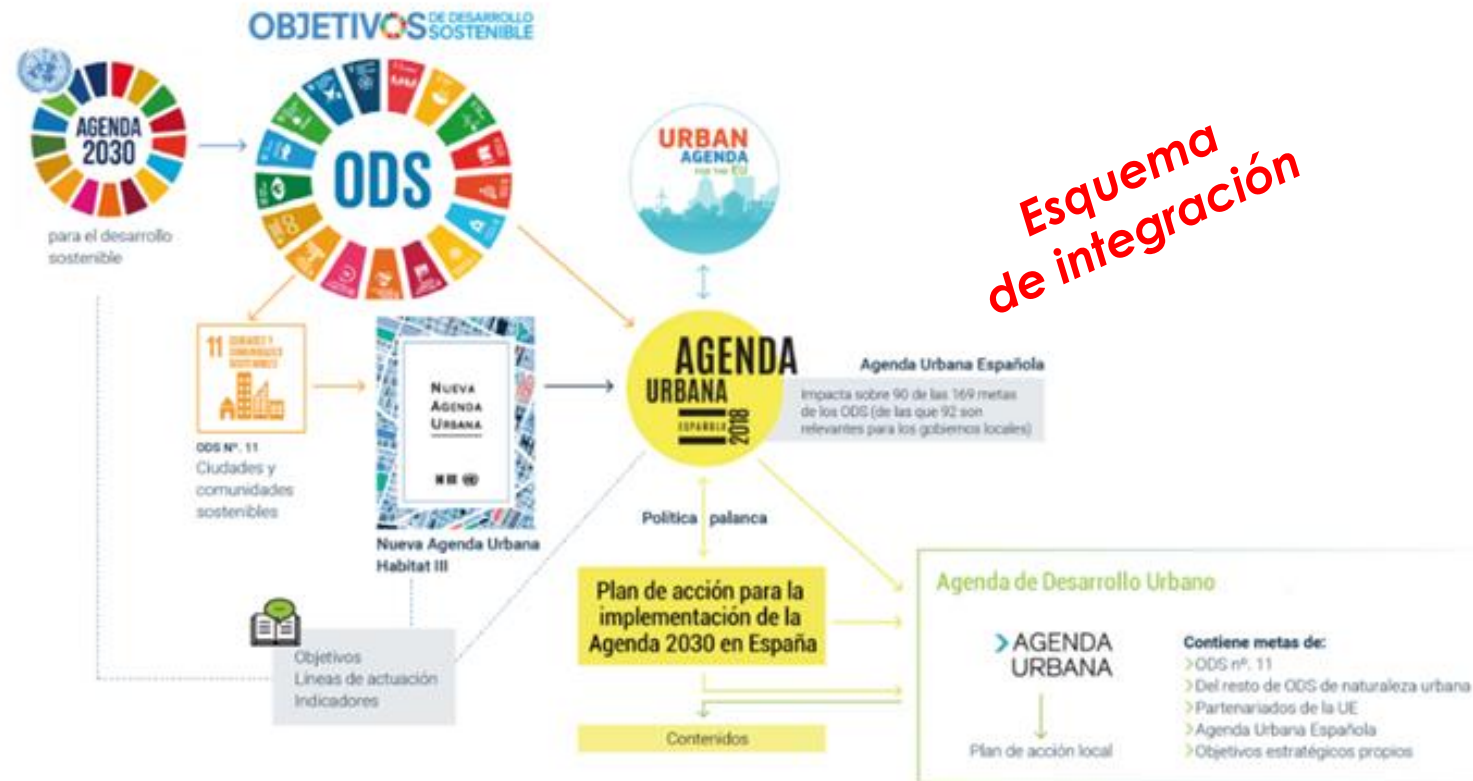 OBJETIVOS DE DESARROLLO
SOSTENIBLE
AGENDA
2030
para el desarrollo
sostenible
ODS
URBAN
AGENDA
FOR THE EU
Esquema
de integración
11 CIUDADES Y
COMUNIDADES
SOSTENIBLES
ODS Nº. 11
Ciudades y
comunidades
sostenibles
NUEVA
AGENDA
URBANA
Nueva Agenda Urbana
Habitat III
AGENDA
URBANA
ESPAÑOLA
2018
Agenda Urbana Española
Impacta sobre 90 de las 169 metas
de los ODS (de las que 92 son
relevantes para los gobiernos locales)
Política palanca
Plan de acción para la
implementación de la
Agenda 2030 en España
Contenidos
Objetivos
Líneas de actuación
Indicadores
Agenda de Desarrollo Urbano
>AGENDA
URBANA
Plan de acción local
Contiene metas de:
>ODS nº. 11
>Del resto de ODS de naturaleza urbana
>Partenariados de la UE
>Agenda Urbana Española
>Objetivos estratégicos propios